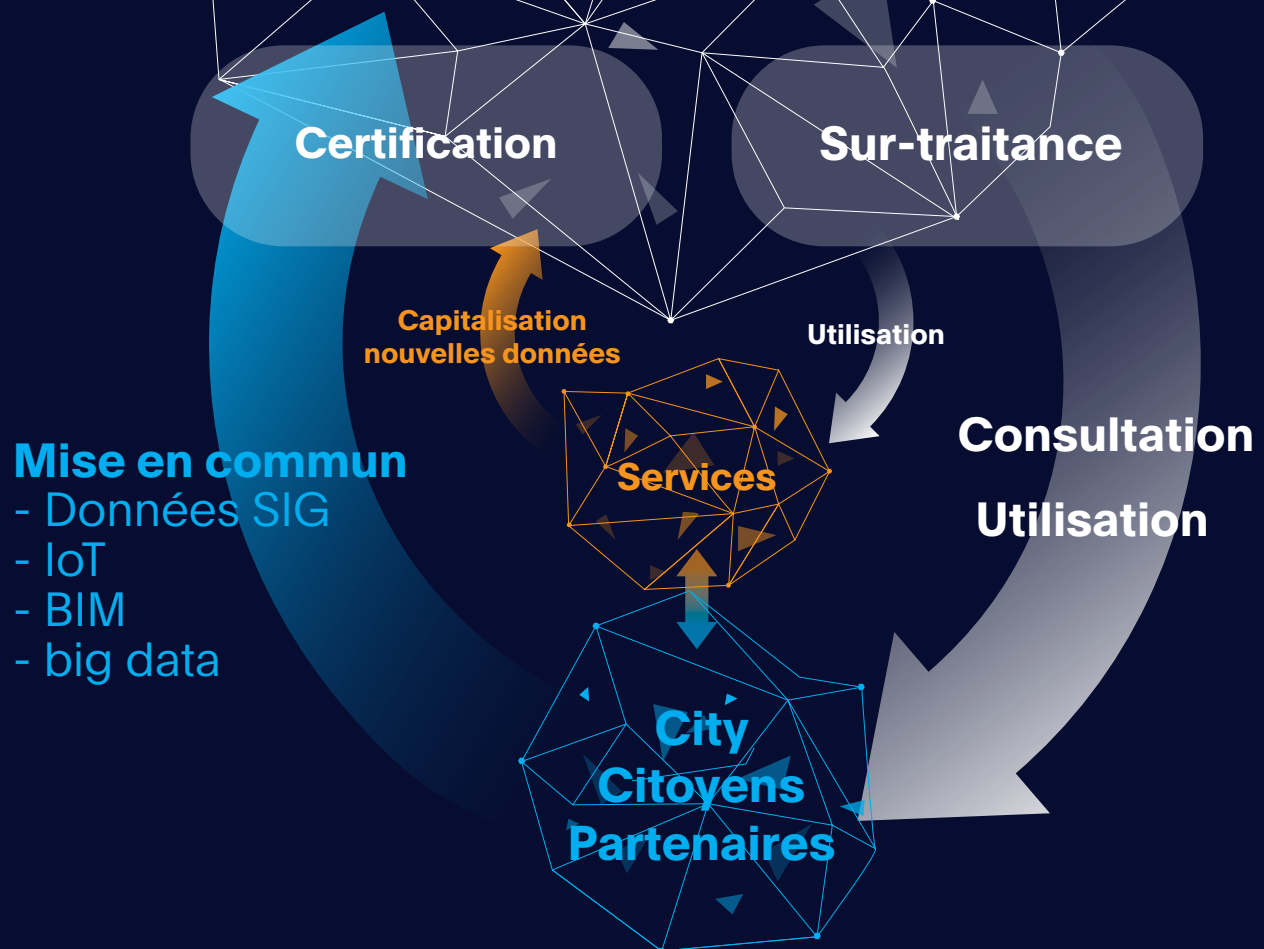 Certification
Sur-traitance
Capitalisation
nouvelles données
Utilisation
Mise en commun
- Données SIG
- IoT
- BIM
- big data
Services
Consultation
Utilisation
City
Citoyens
Partenaires